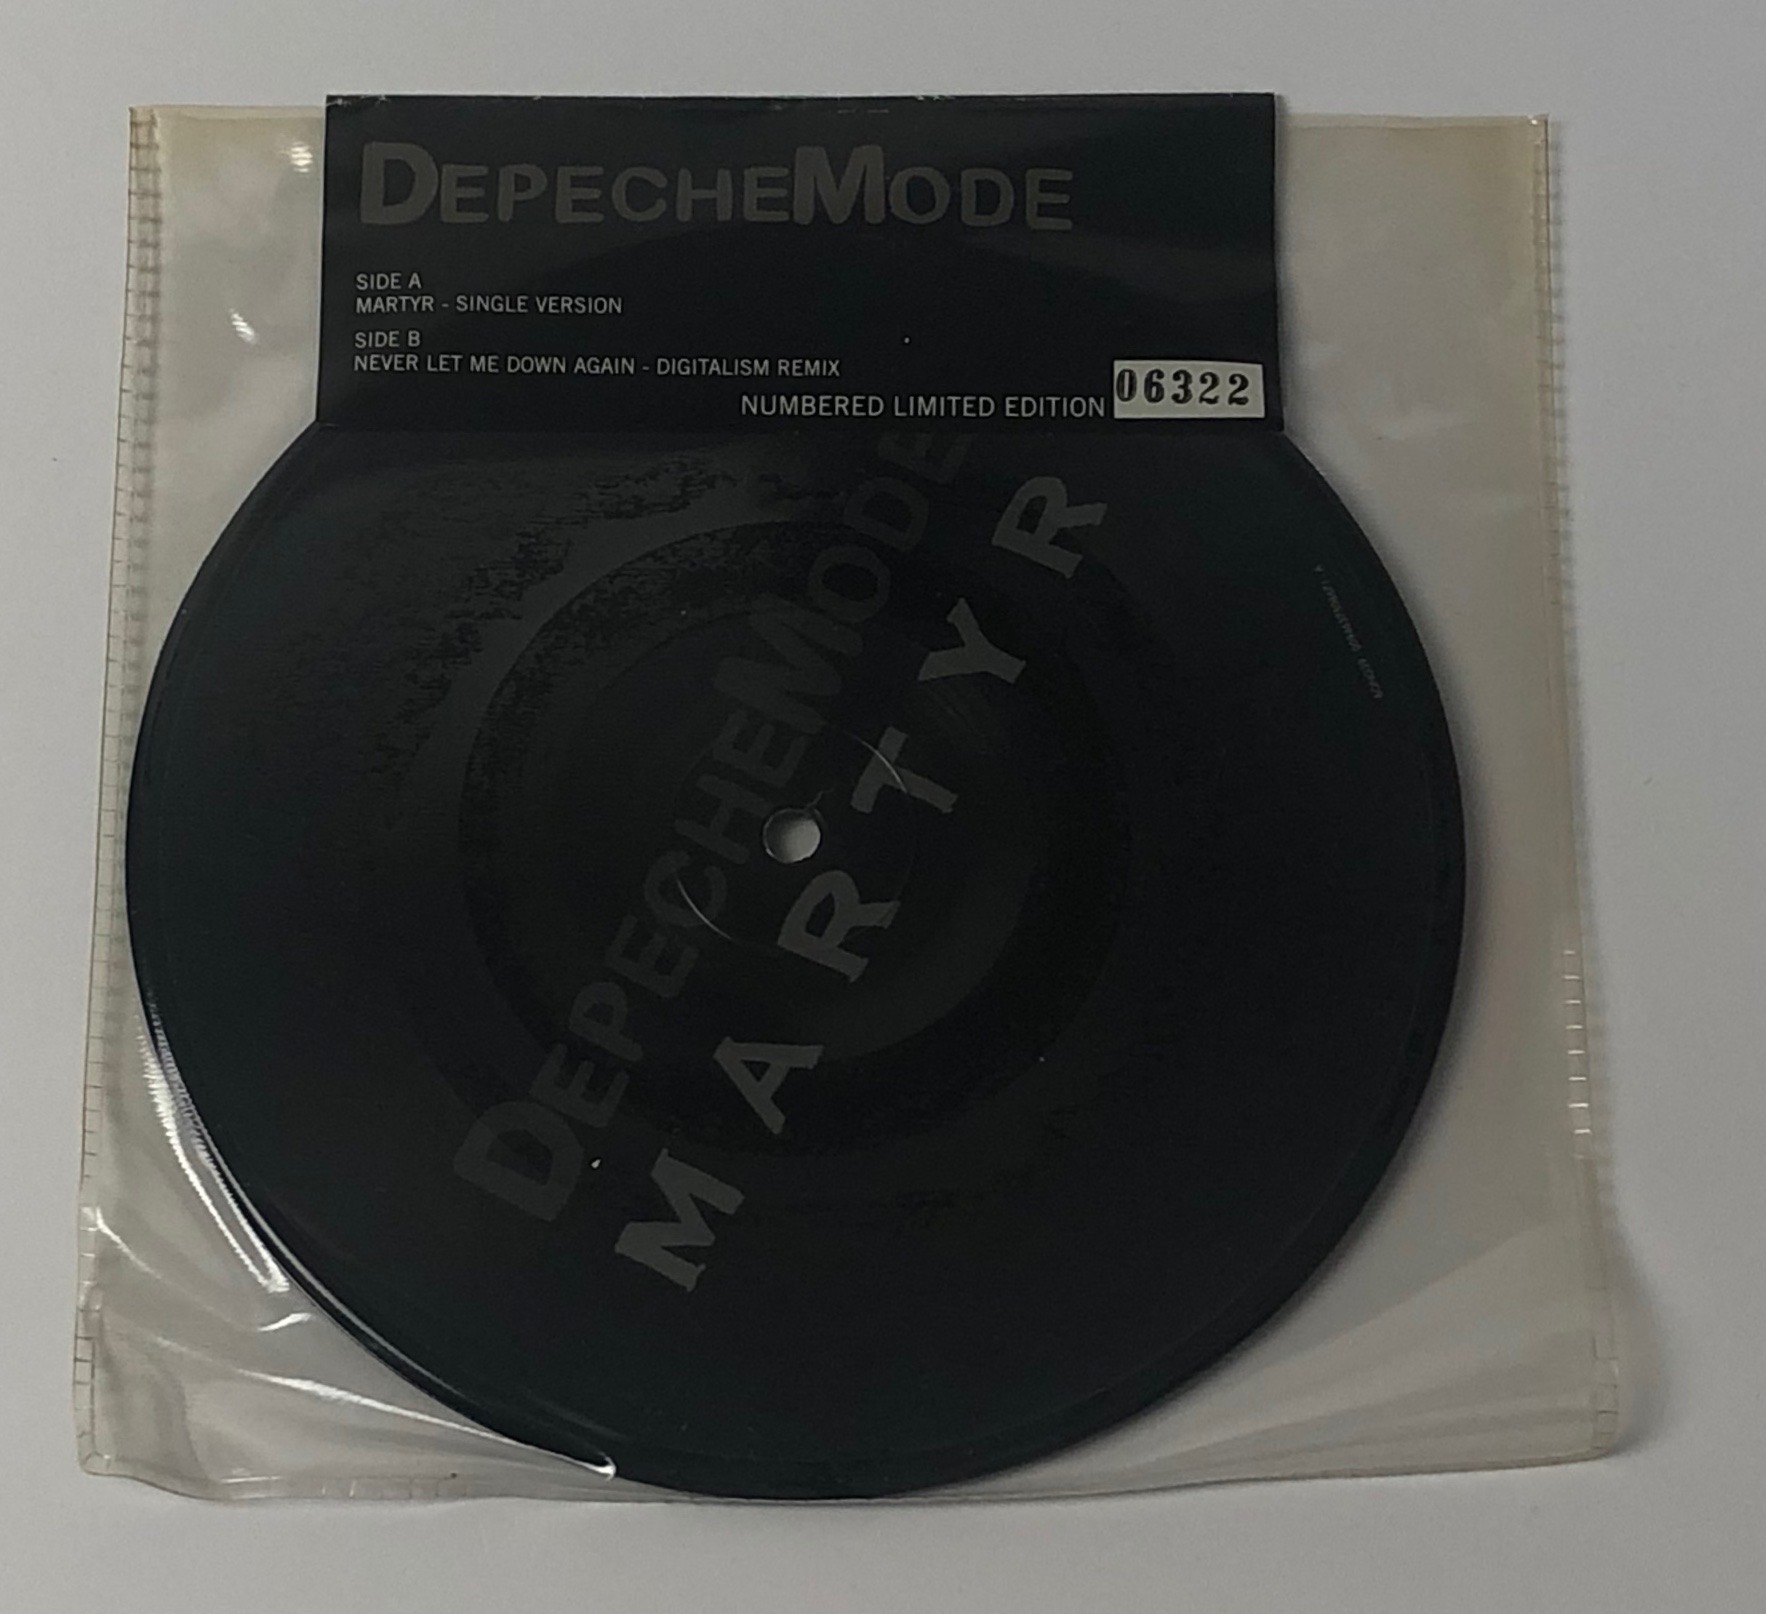 DEPECHEMODE
SIDE A
MARTYR - SINGLE VERSION
SIDE B
NEVER LET ME DOWN AGAIN - DIGITALISM REMIX
NUMBERED LIMITED EDITION 06322
DEPECHEMODE
MARTYR